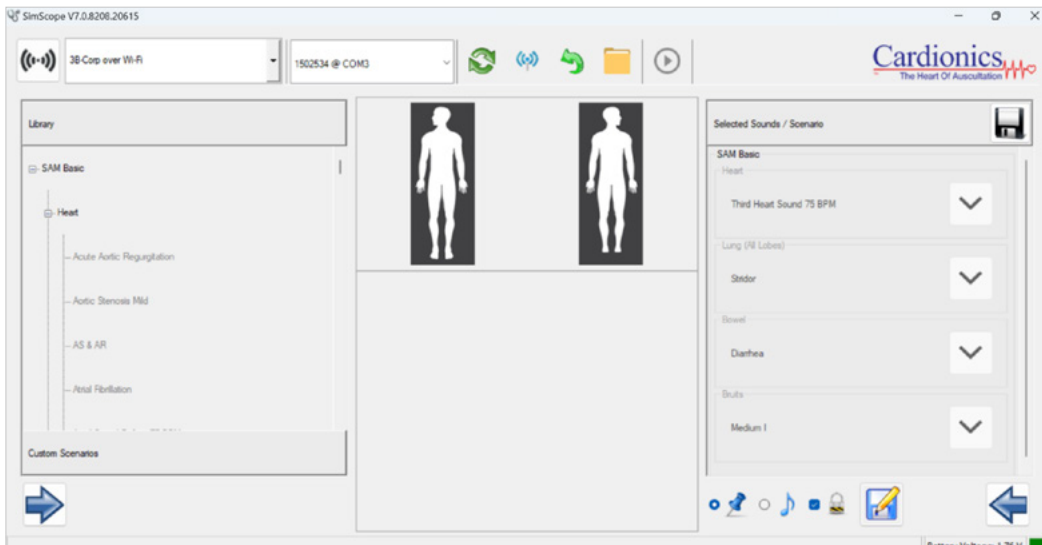 SimScope V7.0.8208.20615
3B-Corp over Wi-Fi
1502534 @ COM3
Cardionics
The Heart Of Auscultation
Library
SAM Basic
Heart
Acute Aortic Regurgitation
Aortic Stenosis Mild
AS & AR
Atrial Fibrillation
Custom Scenarios
Selected Sounds / Scenario
SAM Basic
Heart
Third Heart Sound 75 BPM
Lung (All Lobes)
Stridor
Bowel
Diarrhea
Bruits
Medium I